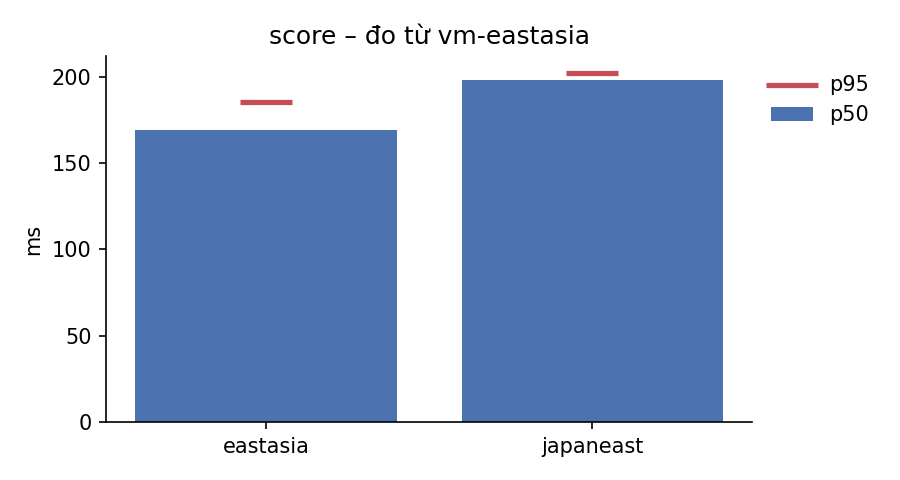 score – đo từ vm-eastasia
200
150
100
50
0
ms
eastasia
japaneast
p95
p50